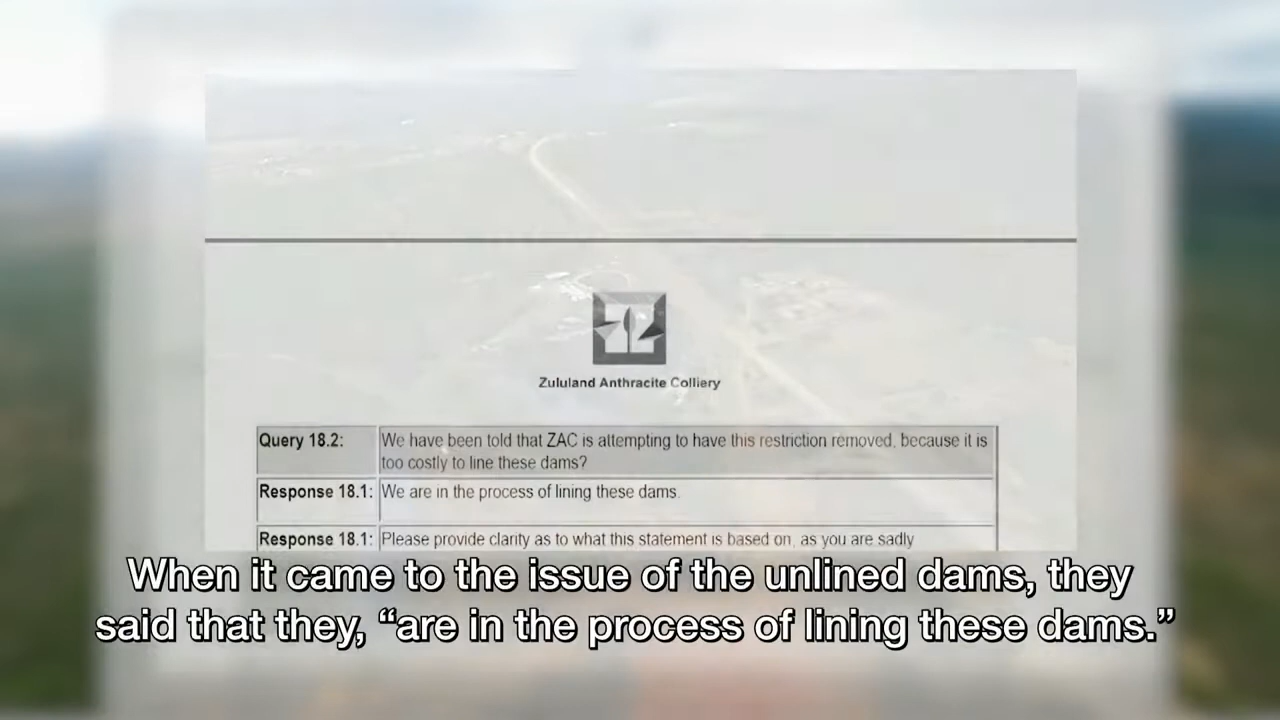 Zululand Anthracite Colliery
Query 18.2:
We have been told that ZAC is attempting to have this restriction removed, because it is
too costly to line these dams?
Response 18.1:
We are in the process of lining these dams.
Response 18.1:
Please provide clarity as to what this statement is based on, as you are sadly
When it came to the issue of the unlined dams, they
said that they, “are in the process of lining these dams.”